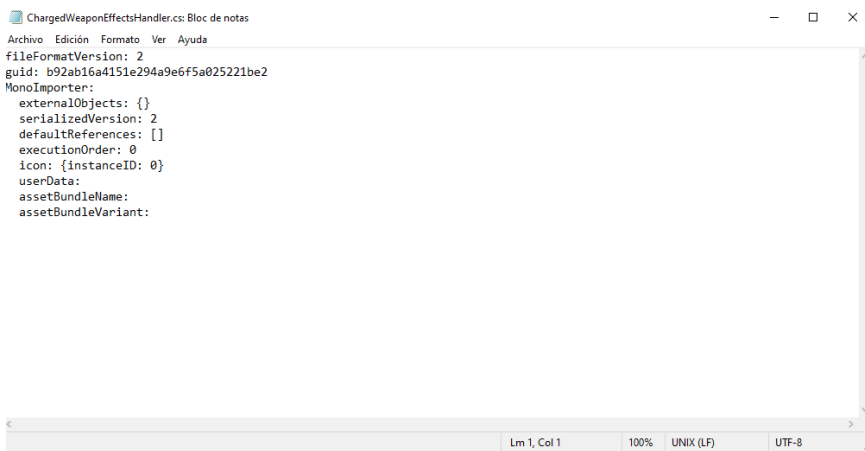 ChargedWeaponEffectsHandler.cs: Bloc de notas
Archivo Edición Formato Ver Ayuda
fileFormatVersion: 2
guid: b92ab16a4151e294a9e6f5a025221be2
MonoImporter:
  externalObjects: {}
  serializedVersion: 2
  defaultReferences: []
  executionOrder: 0
  icon: {instanceID: 0}
  userData:
  assetBundleName:
  assetBundleVariant:
Lm 1, Col 1 100% UNIX (LF) UTF-8